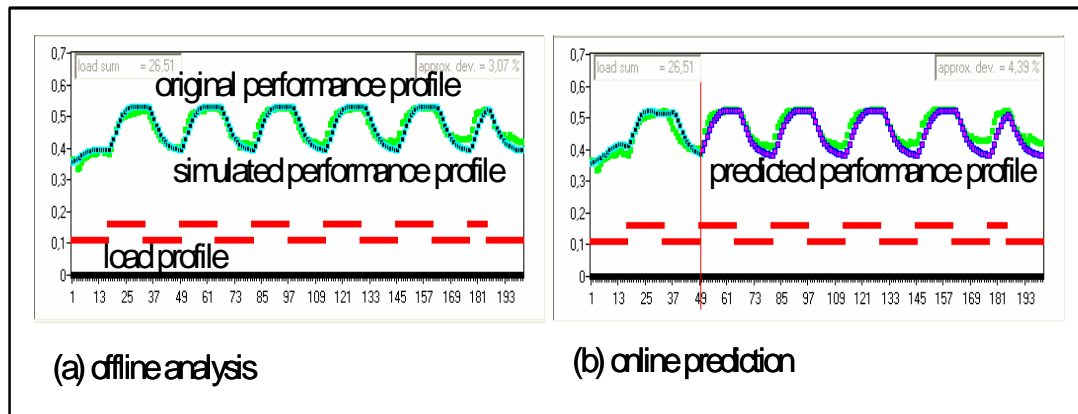 0,7
load sum = 26,51
approx. dev. = 3,07 %
0,6
original performance profile
0,5
0,4
simulated performance profile
0,3
0,2
0,1
load profile
0
1 13 25 37 49 61 73 85 97 109 121 133 145 157 169 181 193
(a) offline analysis
0,7
load sum = 26,51
approx. dev. = 4,39 %
0,6
0,5
0,4
predicted performance profile
0,3
0,2
0,1
0
1 13 25 37 49 61 73 85 97 109 121 133 145 157 169 181 193
(b) online prediction